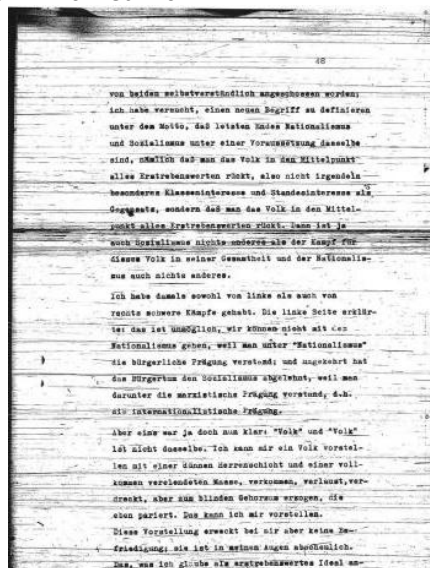 48
von beiden selbstverständlich angeschossen worden;
ich habe versucht, einen neuen Begriff zu definieren
unter dem Motto, daß letzten Endes Nationalismus
und Sozialismus unter einer Voraussetzung dasselbe
sind, nämlich daß man das Volk in den Mittelpunkt
alles Erstrebenswerten rückt, also nicht irgendein
besonderes Klasseninteresse und Standesinteresse als
Gegensatz, sondern daß man das Volk in den Mittel-
punkt alles Erstrebenswerten rückt. Dann ist ja
auch Sozialismus nichts anderes als der Kampf für
dieses Volk in seiner Gesamtheit und der Nationalis-
mus auch nichts anderes.
Ich habe damals sowohl von links als auch von
rechts schwere Kämpfe gehabt. Die linke Seite erklär-
te: das ist unmöglich, wir können nicht mit den
Nationalismus gehen, weil man unter "Nationalismus"
die bürgerliche Prägung verstand; und umgekehrt hat
das Bürgertum den Sozialismus abgelehnt, weil man
darunter die marxistische Prägung verstand, d.h.
die internationalistische Prägung.
Aber eins war ja doch nun klar: "Volk" und "Volk"
ist nicht dasselbe. Ich kann mir ein Volk vorstel-
len mit einer dünnen Herrenschicht und einer voll-
kommen verelendeten Masse, verkommen, verlaust, ver-
dreckt, aber zum blinden Gehorsam erzogen, die
eben pariert. Das kann ich mir vorstellen.
Diese Vorstellung erweckt bei mir aber keine Be-
friedigung; sie ist in meinen Augen abscheulich.
Das, was ich glaube als erstrebenswertes Ideal an-